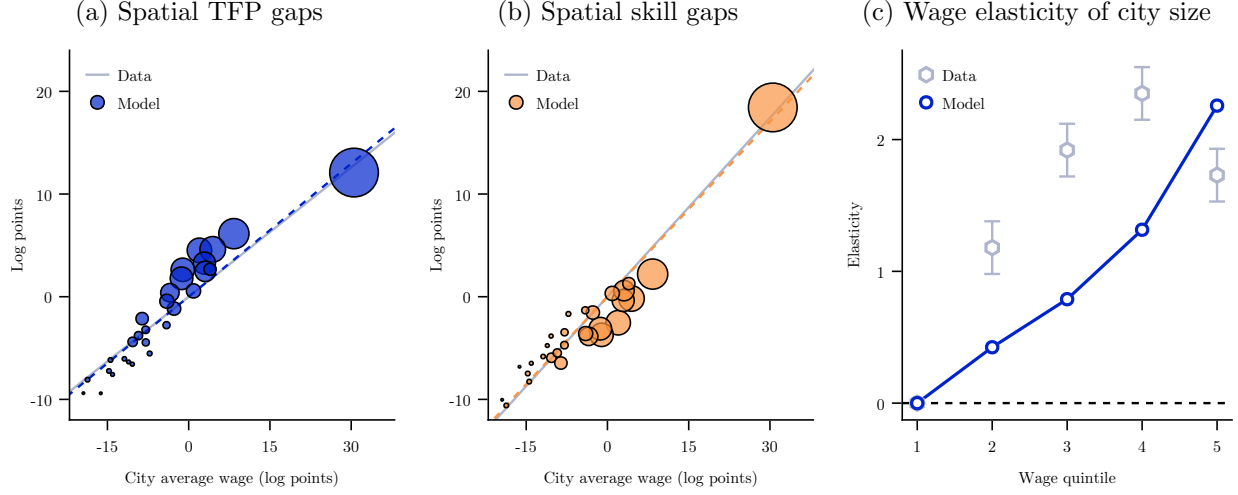 (a) Spatial TFP gaps
Data
Model
20
10
0
-10
Log points
-15
0
15
30
City average wage (log points)
(b) Spatial skill gaps
Data
Model
20
10
0
-10
Log points
-15
0
15
30
City average wage (log points)
(c) Wage elasticity of city size
Data
Model
2
1
0
Elasticity
1
2
3
4
5
Wage quintile